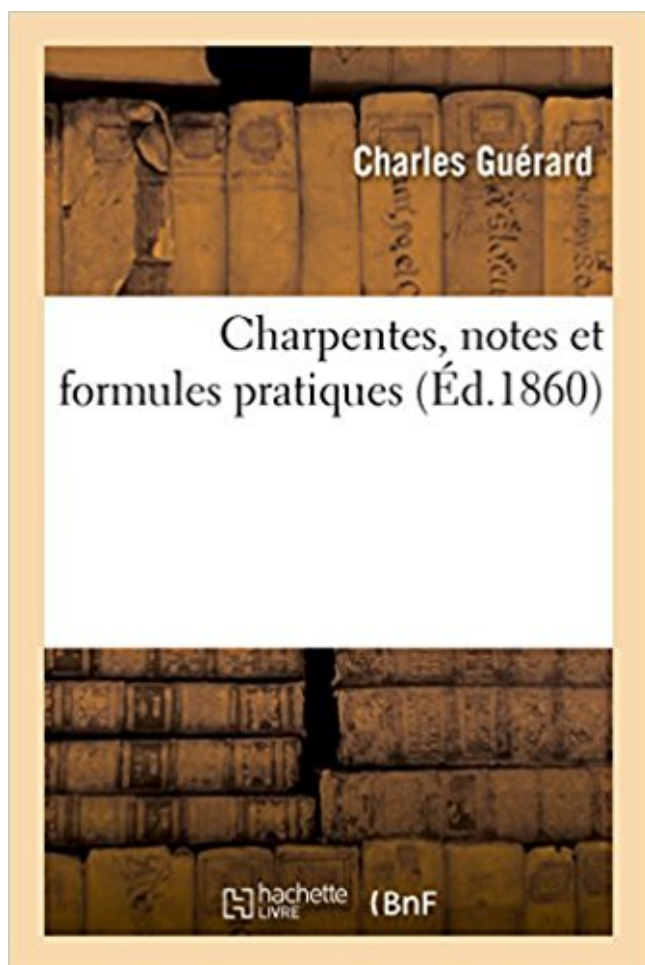 Charles Guérard
Charpentes, notes et
formules pratiques (Éd.1860)
hachette
LIVRE
(BnF